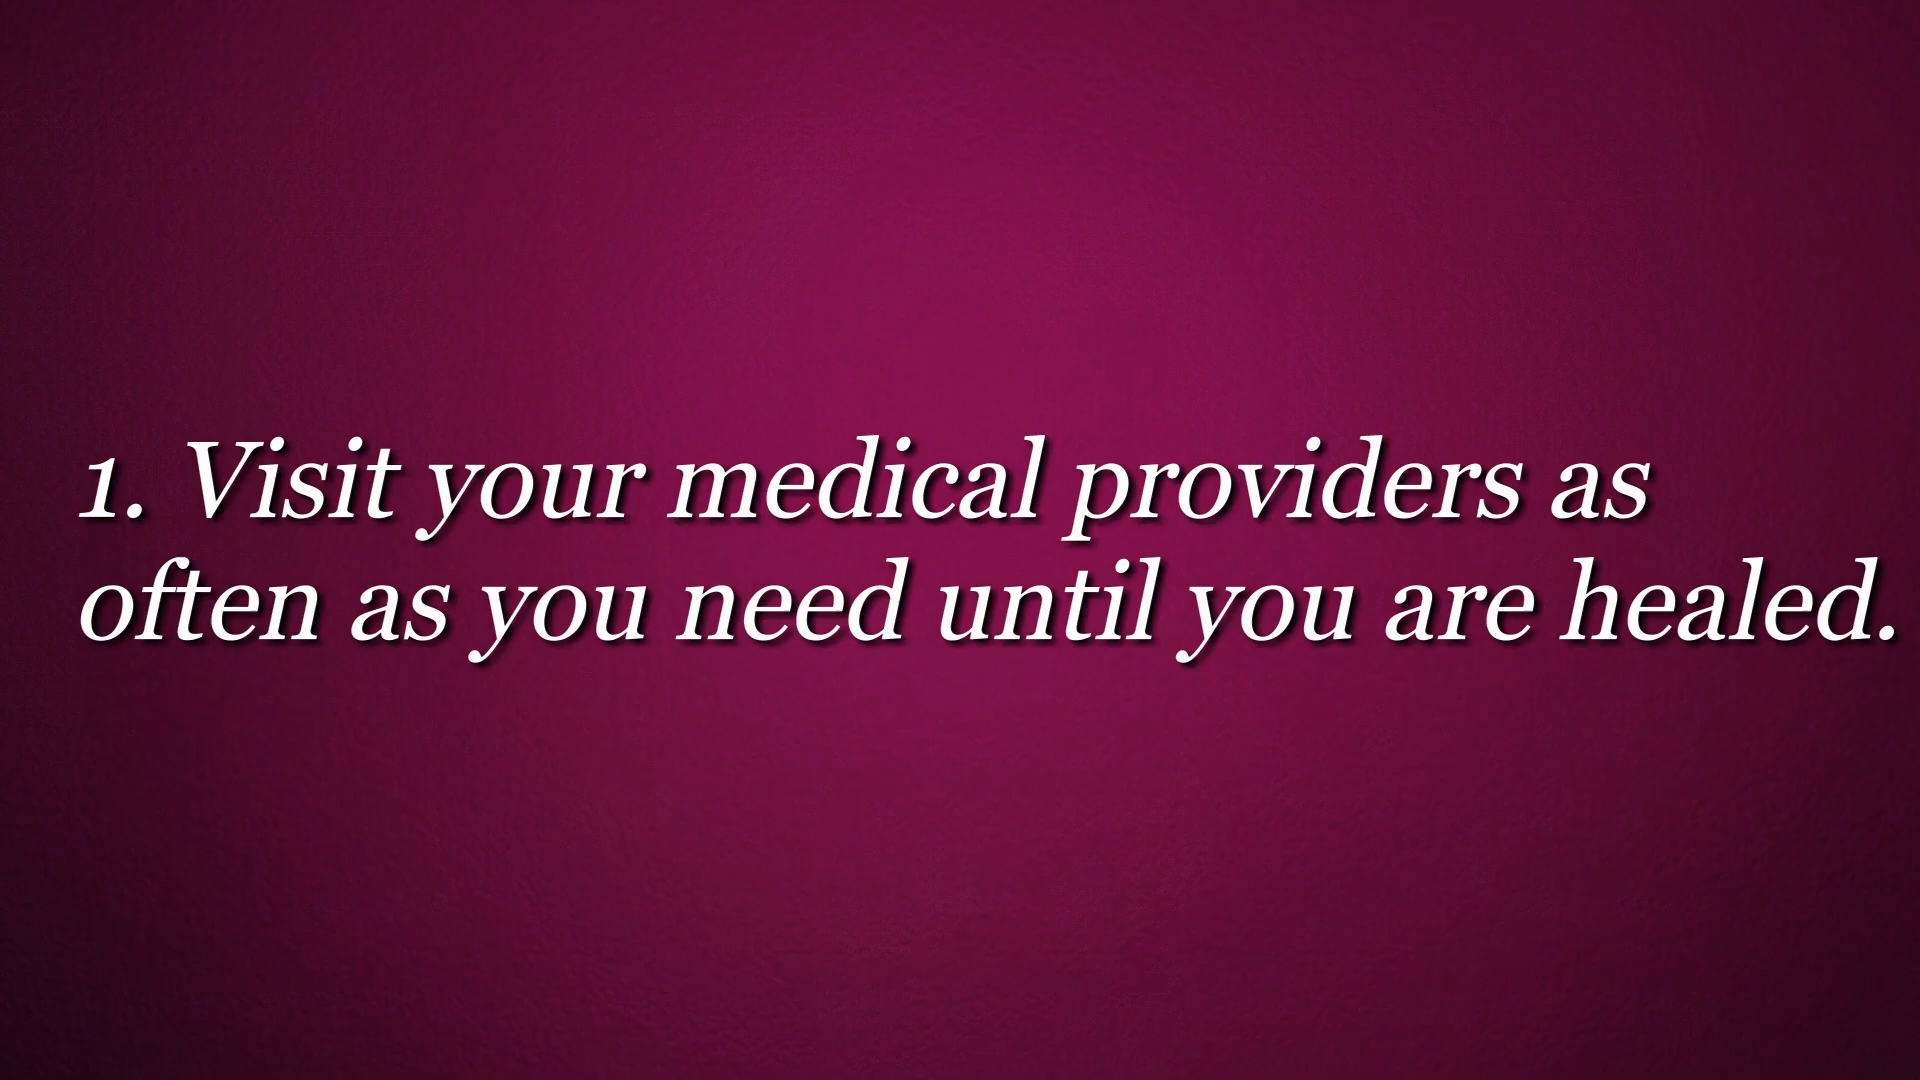 1. Visit your medical providers as
often as you need until you are healed.